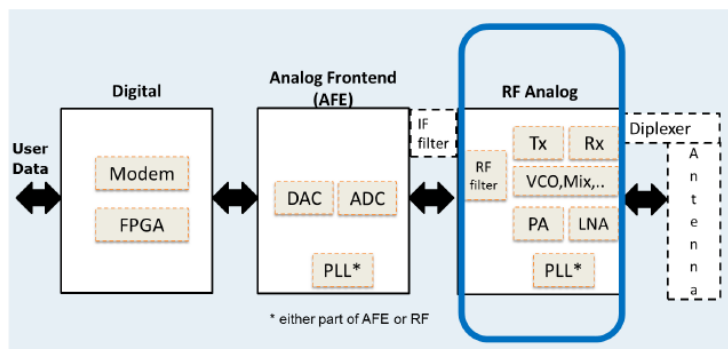 Digital
Analog Frontend
(AFE)
RF Analog
User
Data
Modem
FPGA
DAC
ADC
PLL*
IF
filter
RF
filter
Tx
Rx
VCO,Mix,..
PA
LNA
PLL*
Diplexer
A
n
t
e
n
n
a
* either part of AFE or RF